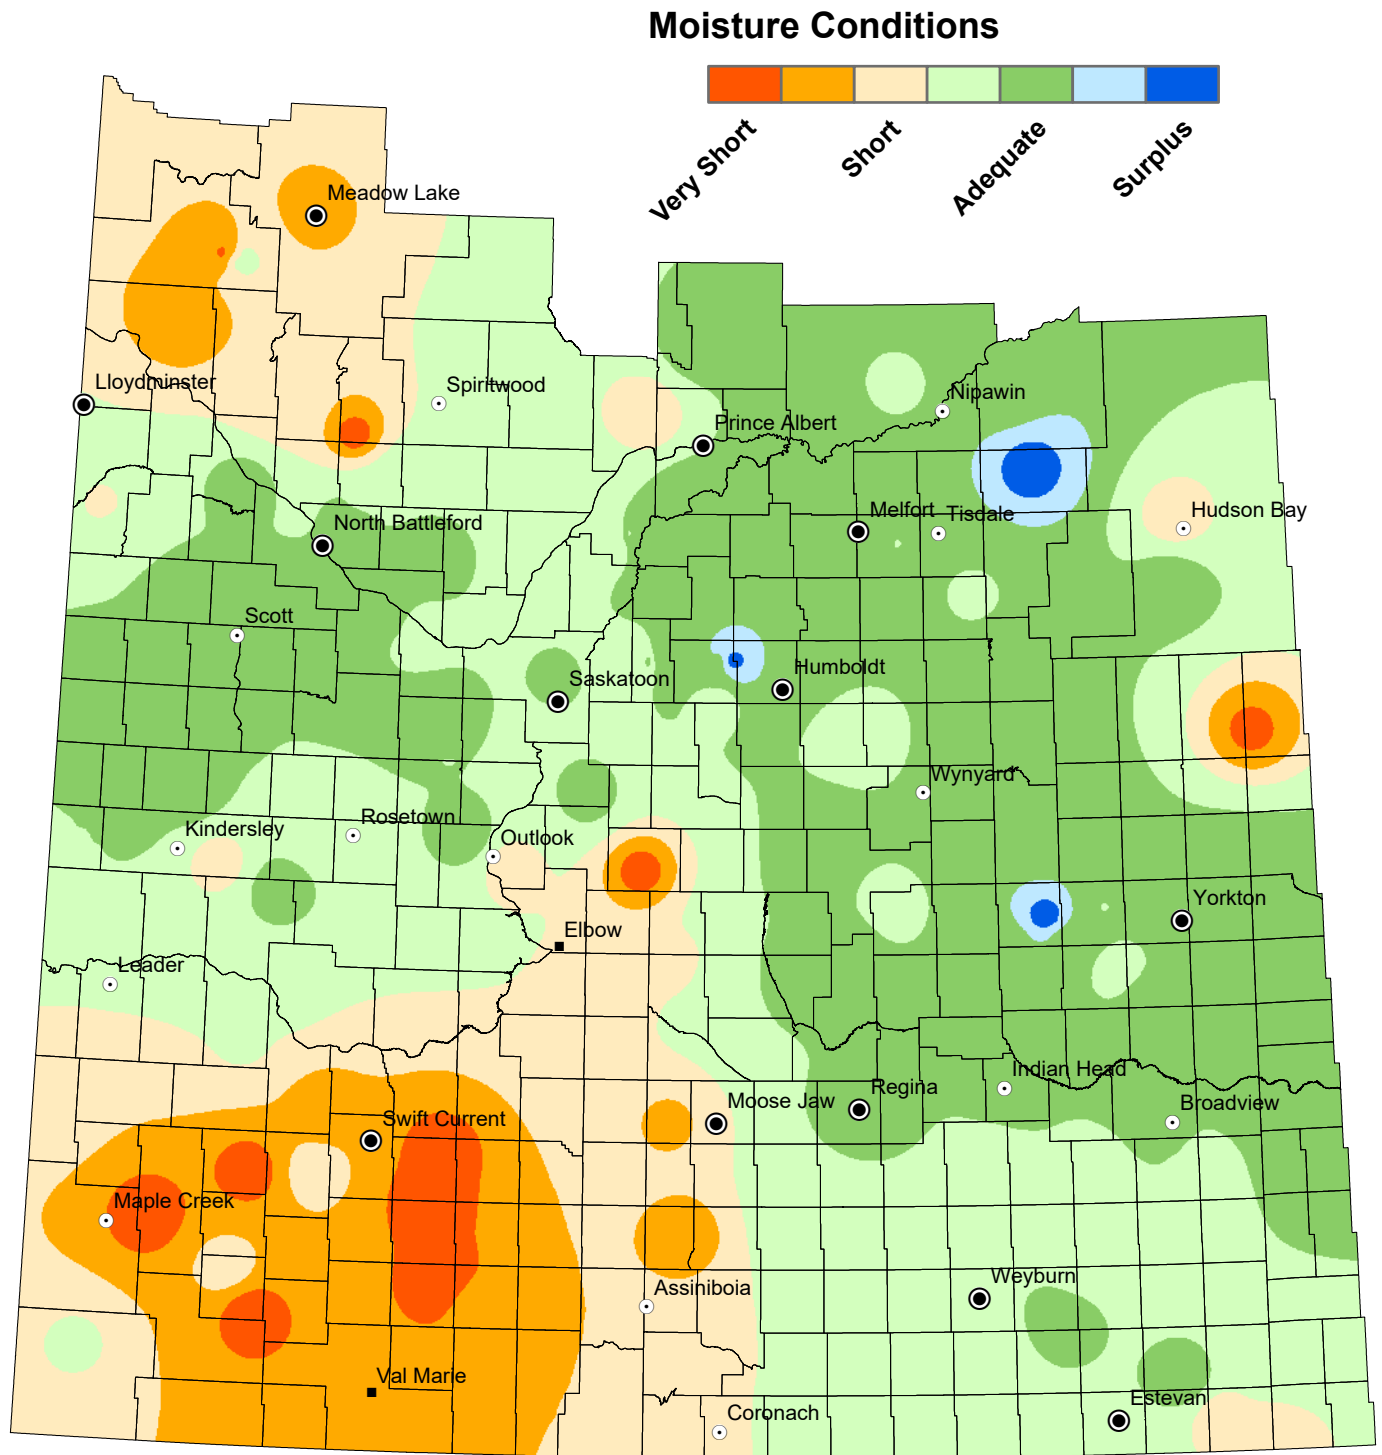 Moisture Conditions
Very Short
Short
Adequate
Surplus
Meadow Lake
Lloydminster
Spiritwood
Nipawin
Prince Albert
Melfort
Tisdale
Hudson Bay
North Battleford
Scott
Saskatoon
Humboldt
Wynyard
Rosetown
Kindersley
Outlook
Yorkton
Elbow
Leader
Indian Head
Regina
Moose Jaw
Broadview
Swift Current
Maple Creek
Weyburn
Assiniboia
Val Marie
Estevan
Coronach